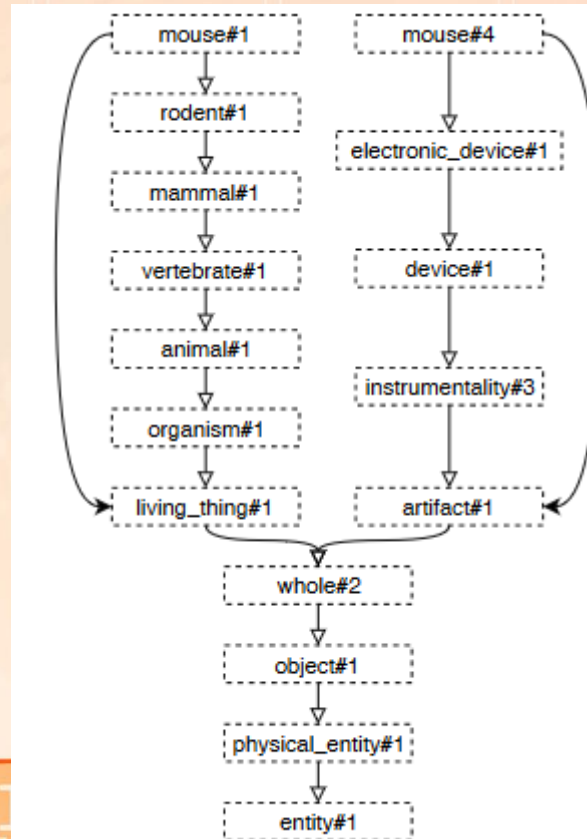 mouse#1
mouse#4
rodent#1
electronic_device#1
mammal#1
vertebrate#1
device#1
animal#1
instrumentality#3
organism#1
living_thing#1
artifact#1
whole#2
object#1
physical_entity#1
entity#1